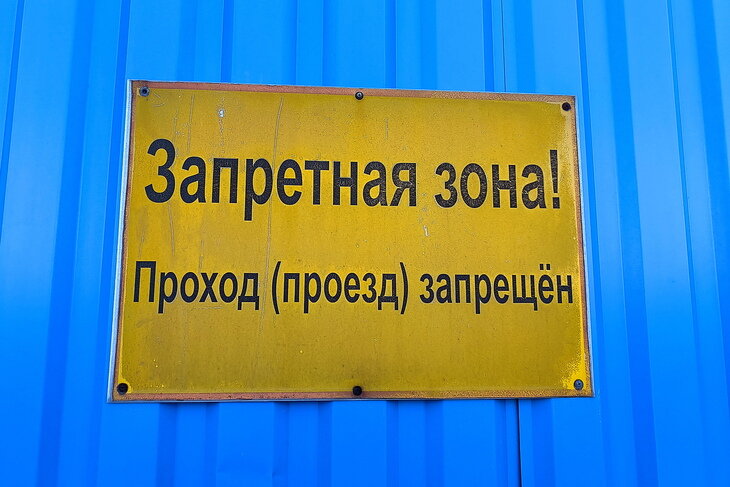 Запретная зона!
Проход (проезд) запрещён